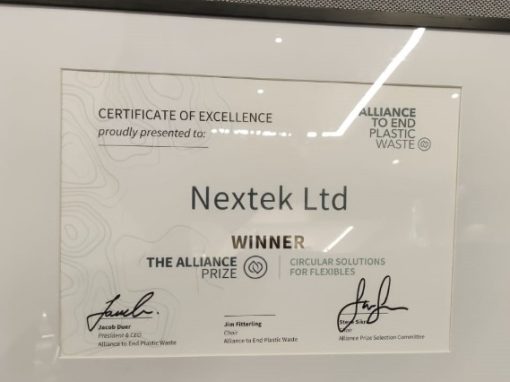 CERTIFICATE OF EXCELLENCE
proudly presented to:
ALLIANCE
TO END
PLASTIC
WASTE
Nextek Ltd
WINNER
THE ALLIANCE
PRIZE
CIRCULAR SOLUTIONS
FOR FLEXIBLES
Jacob Duer
President & CEO
Alliance to End Plastic Waste
Jim Fitterling
Chair
Alliance to End Plastic Waste
Steve
Alliance Prize Selection Committee